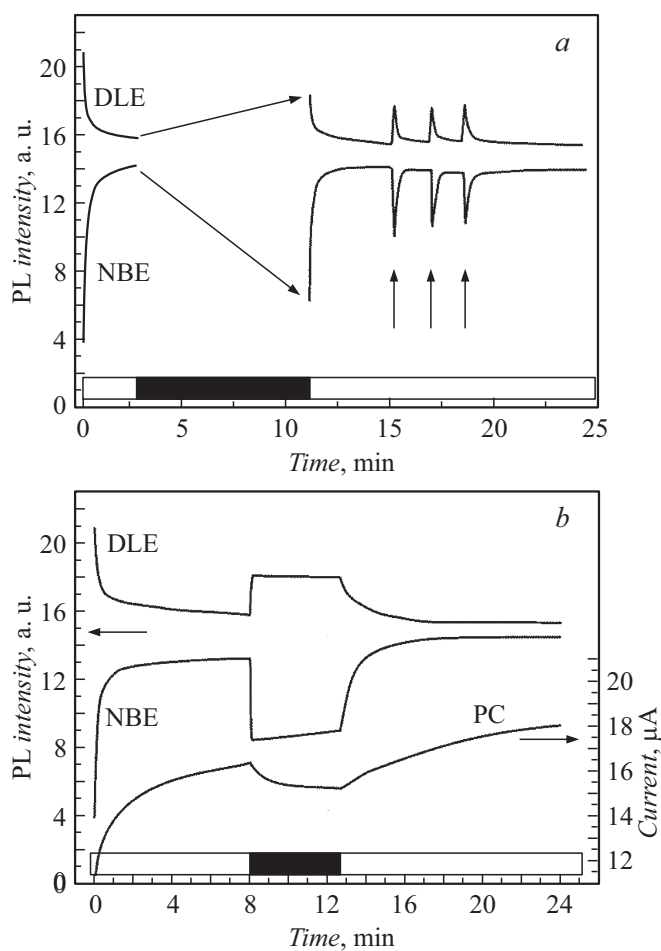 a
20
DLE
16
12
PL intensity, a. u.
8
NBE
4
0
5 10 15 20 25
Time, min
b
20
DLE
16
12
PL intensity, a. u.
NBE
PC
8
4
0
20
18
16
14
12
Current, μA
0 4 8 12 16 20 24
Time, min